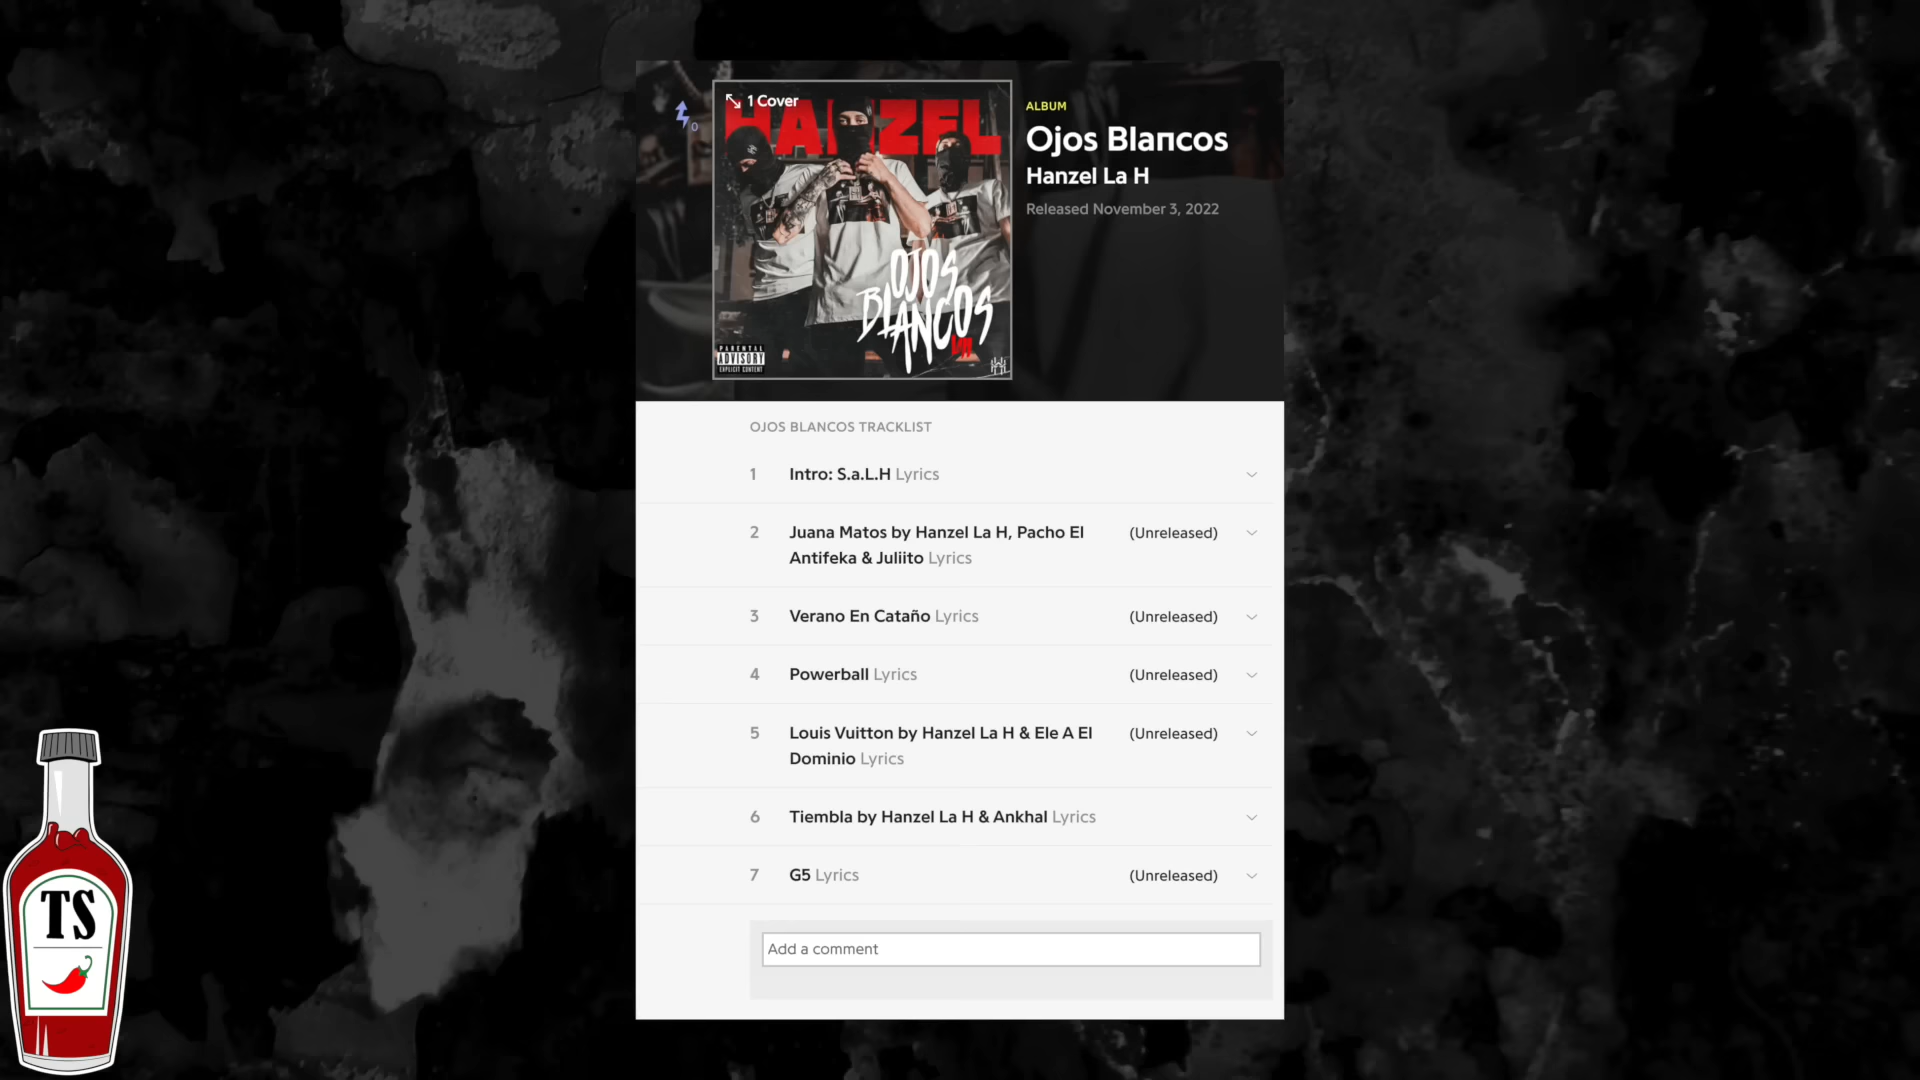 1 Cover
HANZEL
OJOS
BLANCOS
VII
PARENTAL
ADVISORY
EXPLICIT CONTENT
ALBUM
Ojos Blancos
Hanzel La H
Released November 3, 2022
0
OJOS BLANCOS TRACKLIST
1 Intro: S.a.L.H Lyrics
2 Juana Matos by Hanzel La H, Pacho El (Unreleased)
Antifeka & Juliito Lyrics
3 Verano En Cataño Lyrics (Unreleased)
4 Powerball Lyrics (Unreleased)
5 Louis Vuitton by Hanzel La H & Ele A El (Unreleased)
Dominio Lyrics
6 Tiembla by Hanzel La H & Ankhal Lyrics
7 G5 Lyrics (Unreleased)
Add a comment
TS